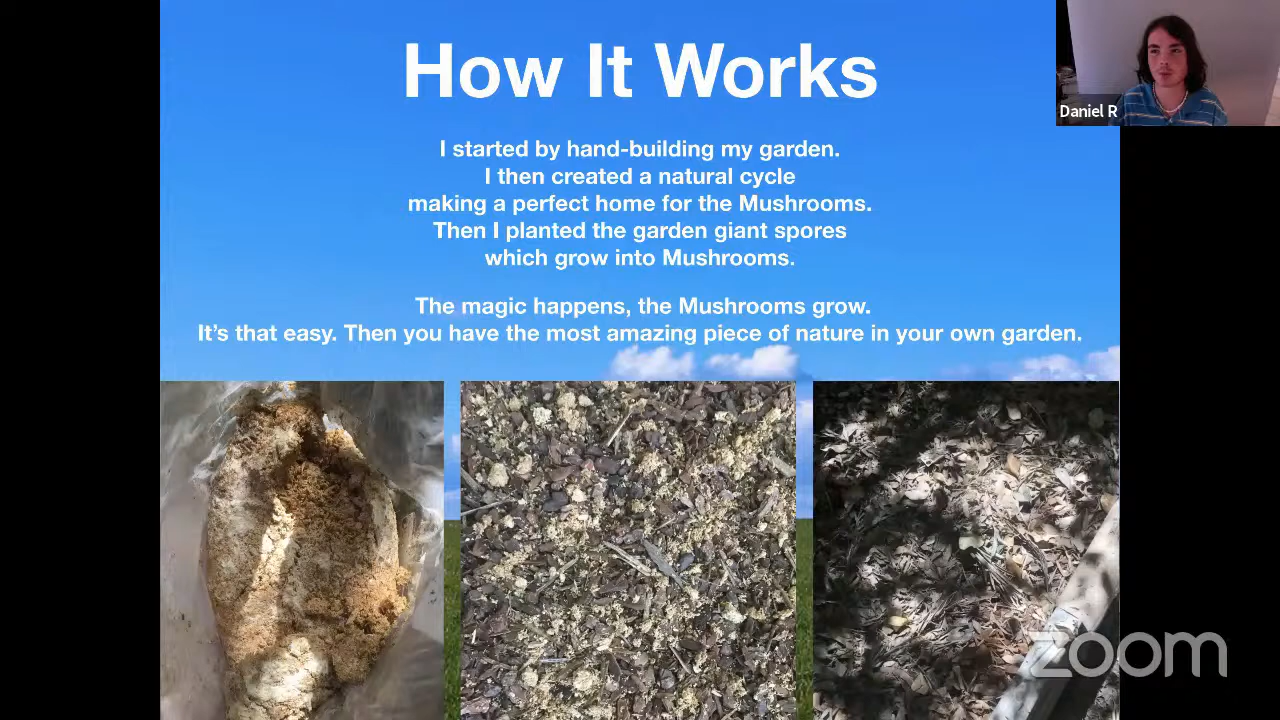 How It Works
Daniel R
I started by hand-building my garden.
I then created a natural cycle
making a perfect home for the Mushrooms.
Then I planted the garden giant spores
which grow into Mushrooms.
The magic happens, the Mushrooms grow.
It's that easy. Then you have the most amazing piece of nature in your own garden.
zoom